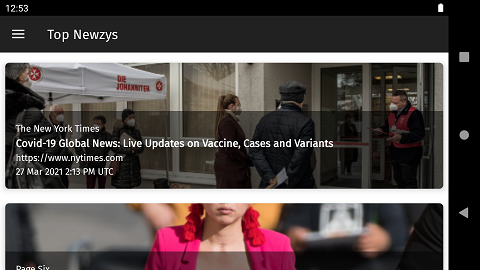 12:53
Top Newzys
DIE
JOHANNITER
The New York Times
Covid-19 Global News: Live Updates on Vaccine, Cases and Variants
https://www.nytimes.com
27 Mar 2021 2:13 PM UTC
Page Six